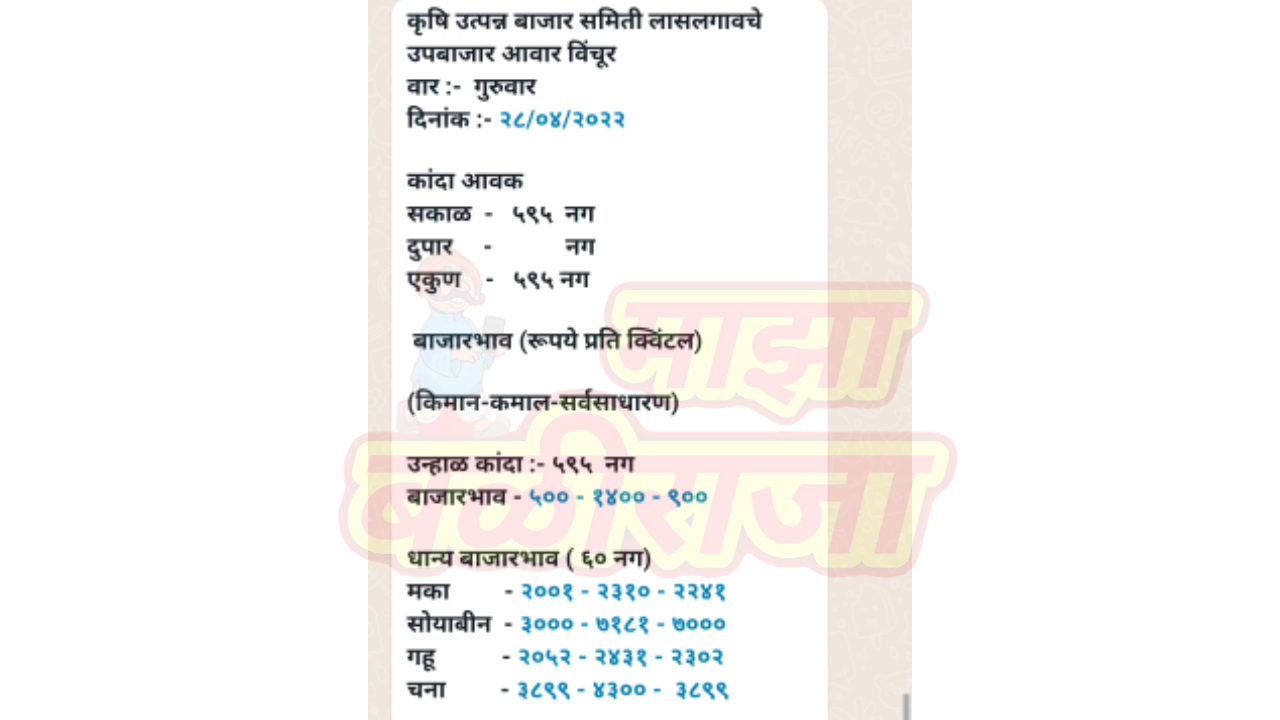 कृषि उत्पन्न बाजार समिती लासलगावचे
उपबाजार आवार विंचूर
वार :- गुरुवार
दिनांक :- २८/०४/२०२२
कांदा आवक
सकाळ - ५९५ नग
दुपार - नग
एकुण - ५९५ नग
बाजारभाव (रूपये प्रति क्विंटल)
(किमान-कमाल-सर्वसाधारण)
उन्हाळ कांदा :- ५९५ नग
बाजारभाव - ५०० - १४०० - ९००
धान्य बाजारभाव ( ६० नग)
मका - २००१ - २३१० - २२४१
सोयाबीन - ३००० - ७१८१ - ७०००
गहू - २०५२ - २४३१ - २३०२
चना - ३८९९ - ४३०० - ३८९९
माझा
बळीराजा